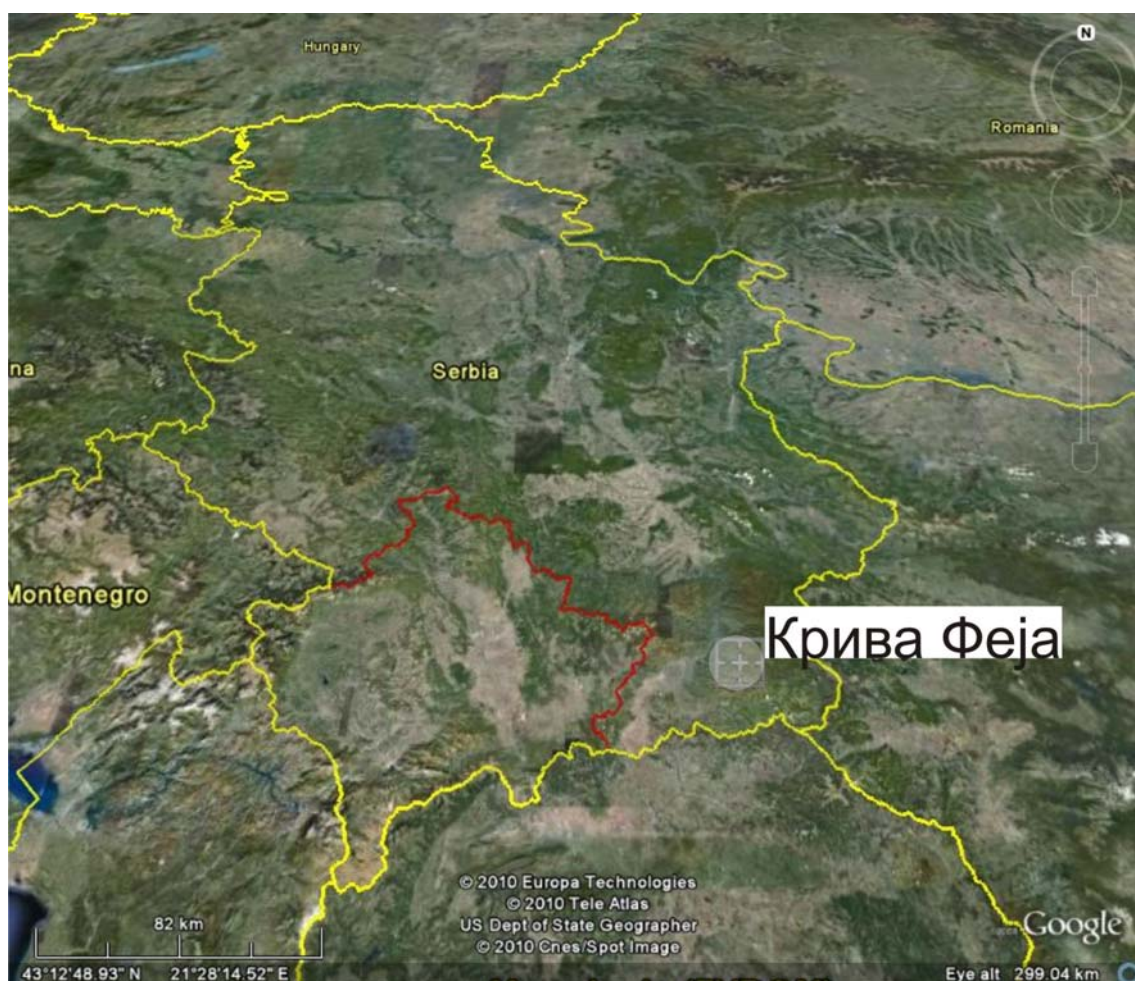 Hungary
N
Romania
Serbia
na
Montenegro
Крива Феја
© 2010 Europa Technologies
© 2010 Tele Atlas
US Dept of State Geographer
© 2010 Cnes/Spot Image
Google
82 km
43°12'48.93" N 21°28'14.52" E
Eye alt 299.04 km